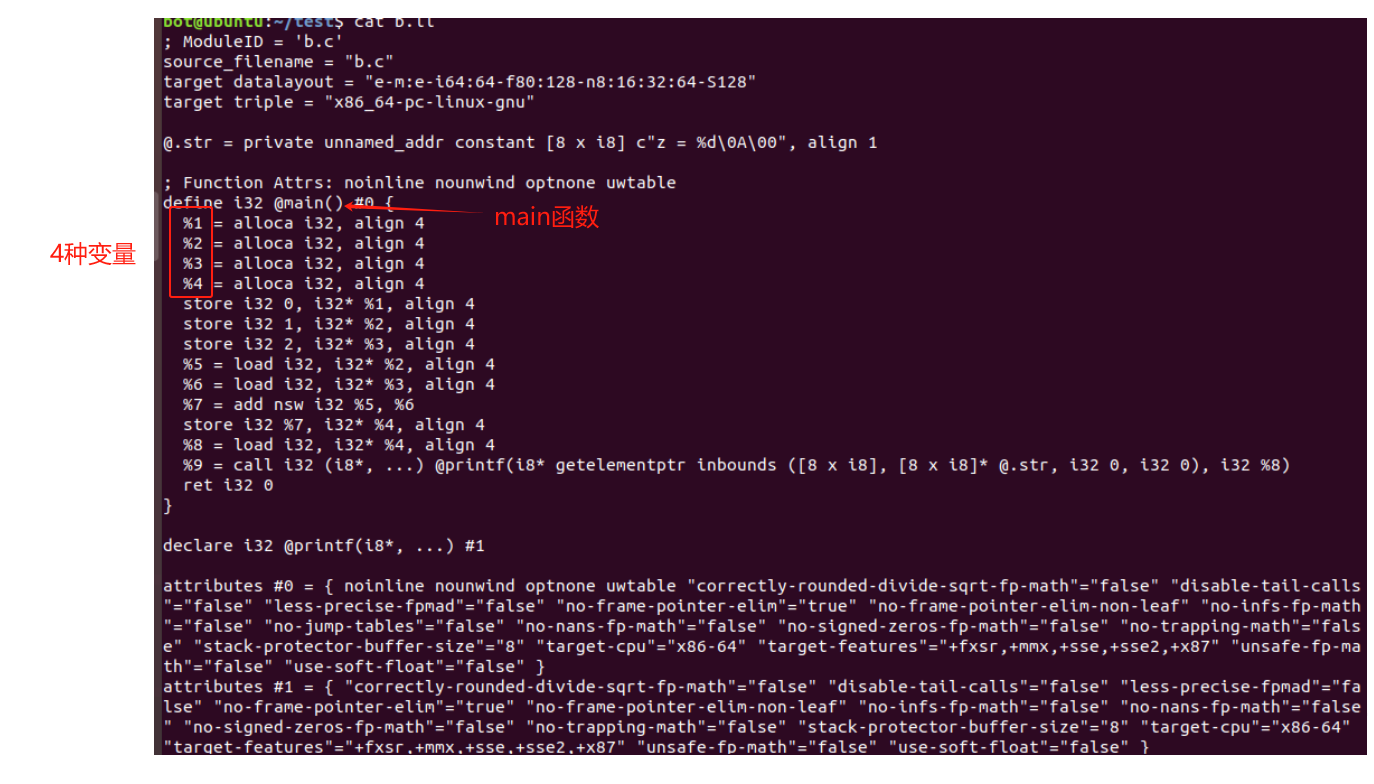 bot@ubuntu:~/test$ cat b.ll
; ModuleID = 'b.c'
source_filename = "b.c"
target datalayout = "e-m:e-i64:64-f80:128-n8:16:32:64-S128"
target triple = "x86_64-pc-linux-gnu"
@.str = private unnamed_addr constant [8 x i8] c"z = %d\0A\00", align 1
; Function Attrs: noinline nounwind optnone uwtable
define i32 @main() #0 {
main函数
4种变量
%1 = alloca i32, align 4
%2 = alloca i32, align 4
%3 = alloca i32, align 4
%4 = alloca i32, align 4
store i32 0, i32* %1, align 4
store i32 1, i32* %2, align 4
store i32 2, i32* %3, align 4
%5 = load i32, i32* %2, align 4
%6 = load i32, i32* %3, align 4
%7 = add nsw i32 %5, %6
store i32 %7, i32* %4, align 4
%8 = load i32, i32* %4, align 4
%9 = call i32 (i8*, ...) @printf(i8* getelementptr inbounds ([8 x i8], [8 x i8]* @.str, i32 0, i32 0), i32 %8)
ret i32 0
}
declare i32 @printf(i8*, ...) #1
attributes #0 = { noinline nounwind optnone uwtable "correctly-rounded-divide-sqrt-fp-math"="false" "disable-tail-calls
"="false" "less-precise-fpmad"="false" "no-frame-pointer-elim"="true" "no-frame-pointer-elim-non-leaf" "no-infs-fp-math
"="false" "no-jump-tables"="false" "no-nans-fp-math"="false" "no-signed-zeros-fp-math"="false" "no-trapping-math"="fals
e" "stack-protector-buffer-size"="8" "target-cpu"="x86-64" "target-features"="+fxsr,+mmx,+sse,+sse2,+x87" "unsafe-fp-ma
th"="false" "use-soft-float"="false" }
attributes #1 = { "correctly-rounded-divide-sqrt-fp-math"="false" "disable-tail-calls"="false" "less-precise-fpmad"="fa
lse" "no-frame-pointer-elim"="true" "no-frame-pointer-elim-non-leaf" "no-infs-fp-math"="false" "no-nans-fp-math"="false
" "no-signed-zeros-fp-math"="false" "no-trapping-math"="false" "stack-protector-buffer-size"="8" "target-cpu"="x86-64"
"target-features"="+fxsr,+mmx,+sse,+sse2,+x87" "unsafe-fp-math"="false" "use-soft-float"="false" }